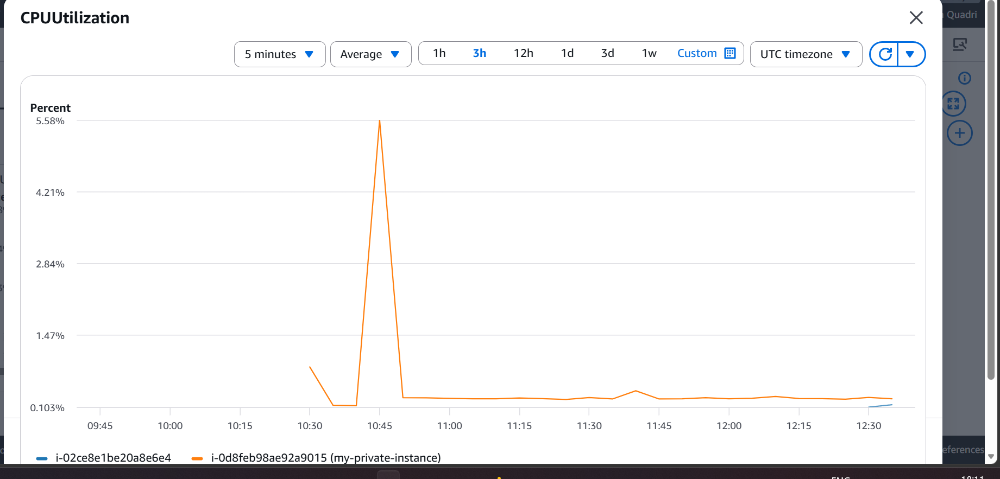 CPUUtilization
Quadri
5 minutes Average 1h 3h 12h 1d 3d 1w Custom UTC timezone
Percent
5.58%
4.21%
2.84%
1.47%
0.103%
09:45 10:00 10:15 10:30 10:45 11:00 11:15 11:30 11:45 12:00 12:15 12:30
i-02ce8e1be20a8e6e4 i-0d8feb98ae92a9015 (my-private-instance)
eferences